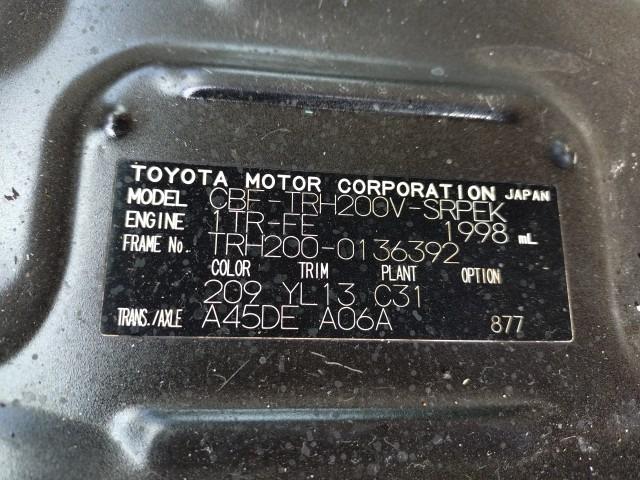 TOYOTA MOTOR CORPORATION JAPAN
MODEL CBF-TRH200V-SRPEK
ENGINE 1TR-FE 1998 mL
FRAME No. TRH200-0136392
COLOR TRIM PLANT OPTION
209 YL13 C31
TRANS./AXLE A45DE A06A 877